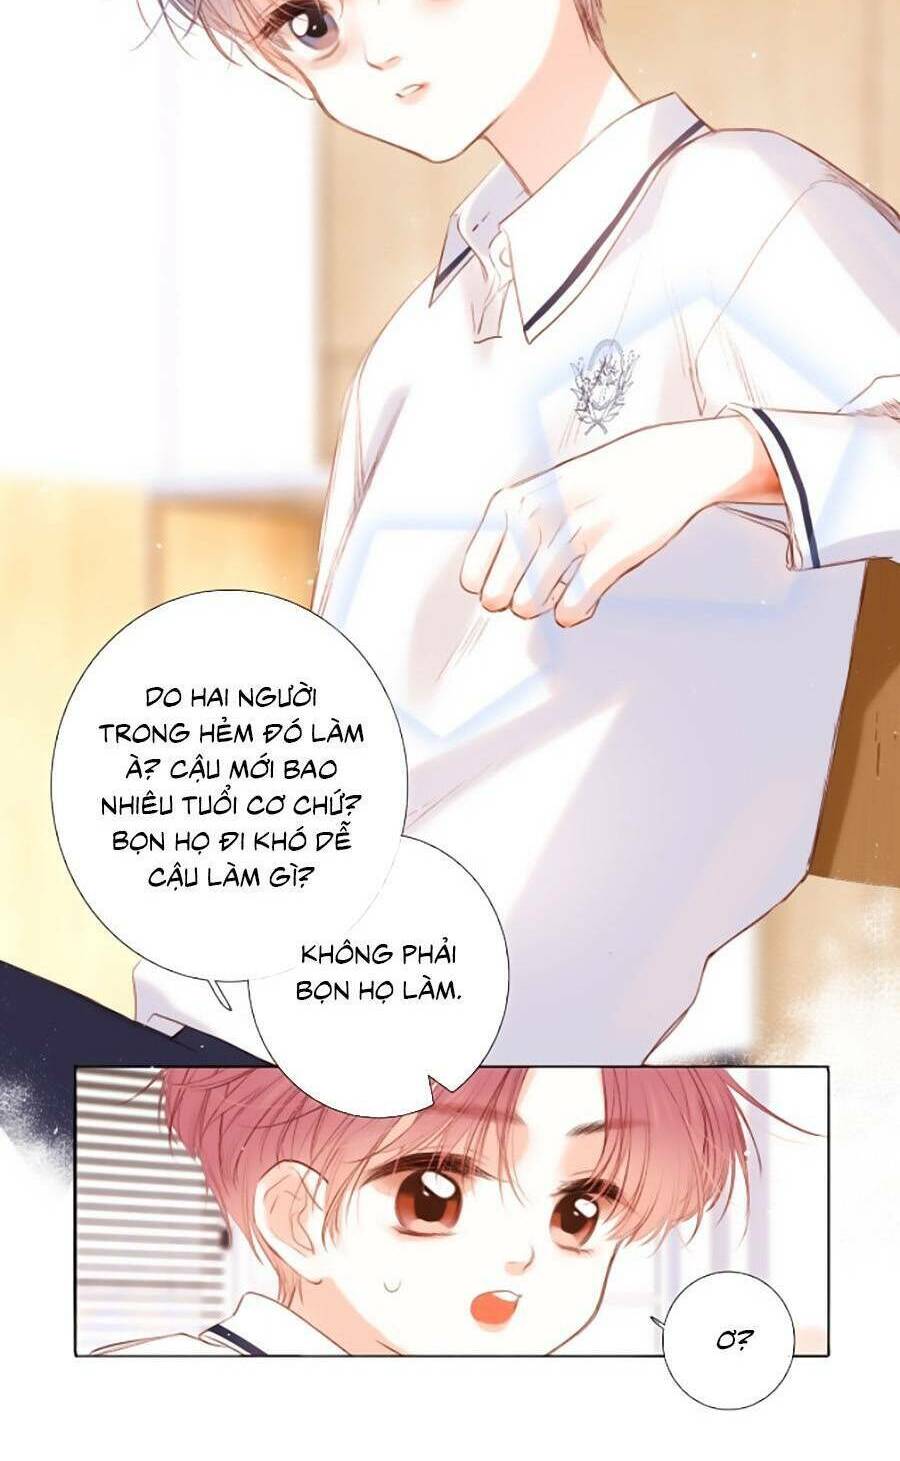 DO HAI NGƯỜI
TRONG HẺM ĐÓ LÀM
À? CẬU MỚI BAO
NHIÊU TUỔI CƠ CHỨ?
BỌN HỌ ĐI KHÓ DỄ
CẬU LÀM GÌ?
KHÔNG PHẢI
BỌN HỌ LÀM.
Ơ?